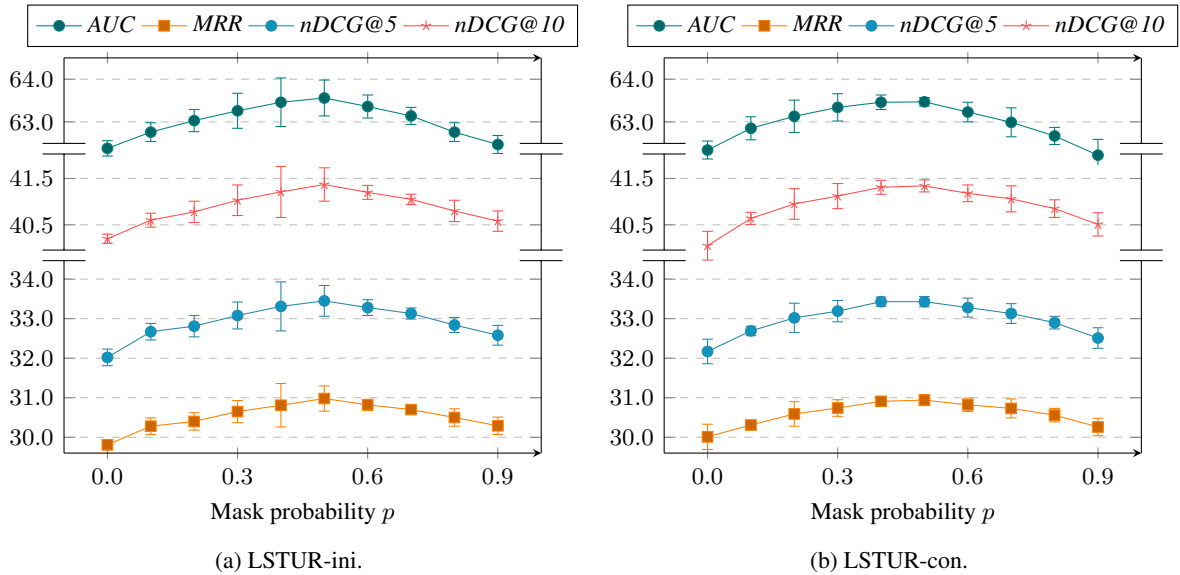 AUC MRR nDCG@5 nDCG@10
64.0
63.0
41.5
40.5
34.0
33.0
32.0
31.0
30.0
0.0 0.3 0.6 0.9
Mask probability p
(a) LSTUR-ini.
AUC MRR nDCG@5 nDCG@10
64.0
63.0
41.5
40.5
34.0
33.0
32.0
31.0
30.0
0.0 0.3 0.6 0.9
Mask probability p
(b) LSTUR-con.